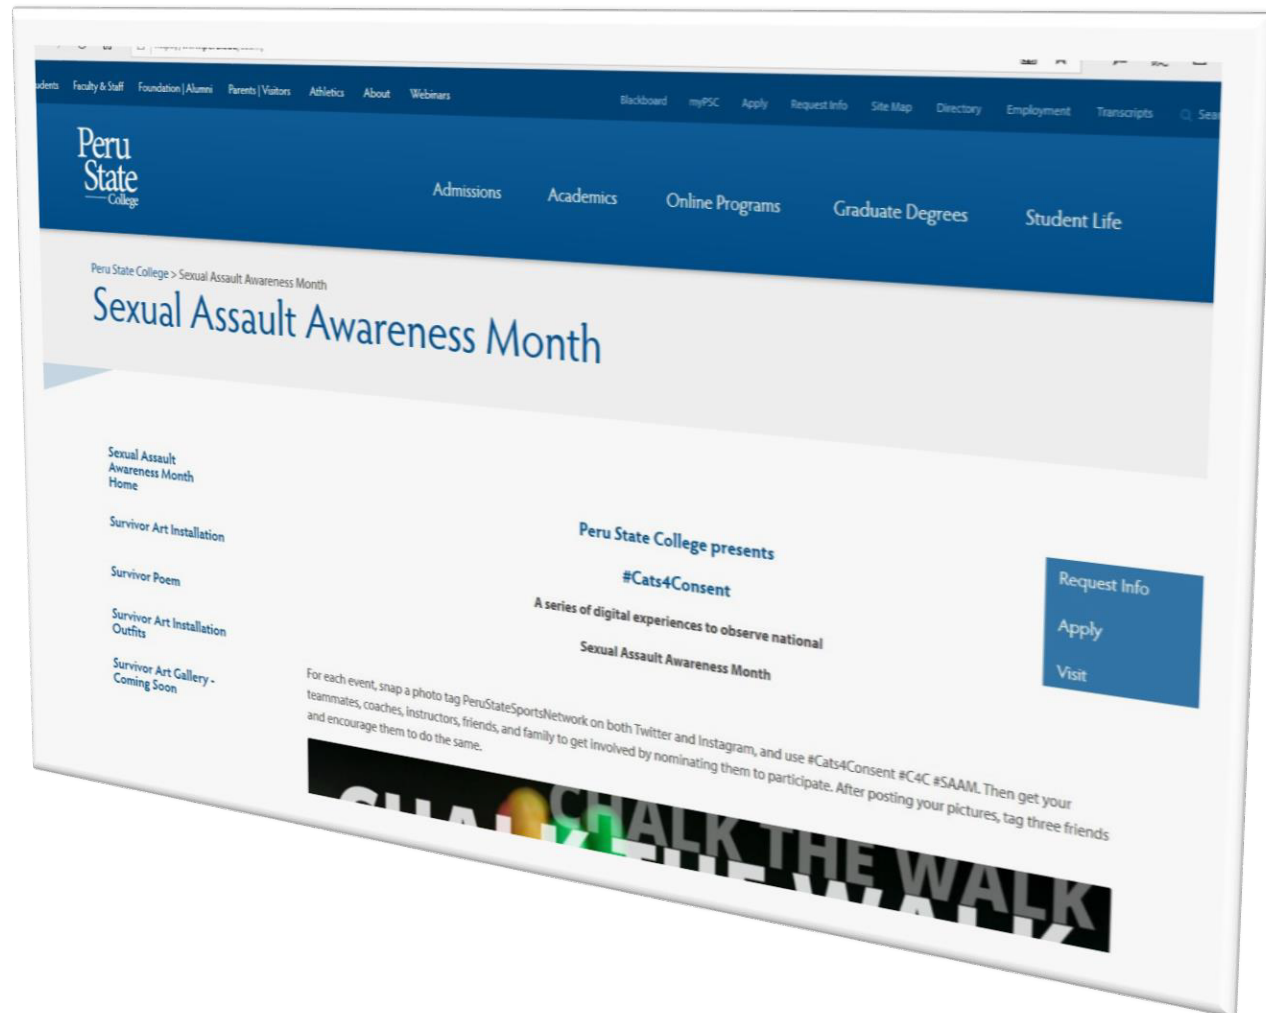 Faculty & Staff Foundation | Alumni Parents | Visitors Athletics About Webinars
Blackboard myPSC Apply Request Info Site Map Directory Employment Transcripts
Peru
State
College
Admissions Academics Online Programs Graduate Degrees Student Life
Peru State College > Sexual Assault Awareness Month
Sexual Assault Awareness Month
Sexual Assault
Awareness Month
Home
Survivor Art Installation
Survivor Poem
Survivor Art Installation
Outfits
Survivor Art Gallery -
Coming Soon
Peru State College presents
#Cats4Consent
A series of digital experiences to observe national
Sexual Assault Awareness Month
Request Info
Apply
Visit
For each event, snap a photo tag PeruStateSportsNetwork on both Twitter and Instagram, and use #Cats4Consent #C4C #SAAM. Then get your
teammates, coaches, instructors, friends, and family to get involved by nominating them to participate. After posting your pictures, tag three friends
and encourage them to do the same.
CHALK THE WALK
CHALK THE WALK